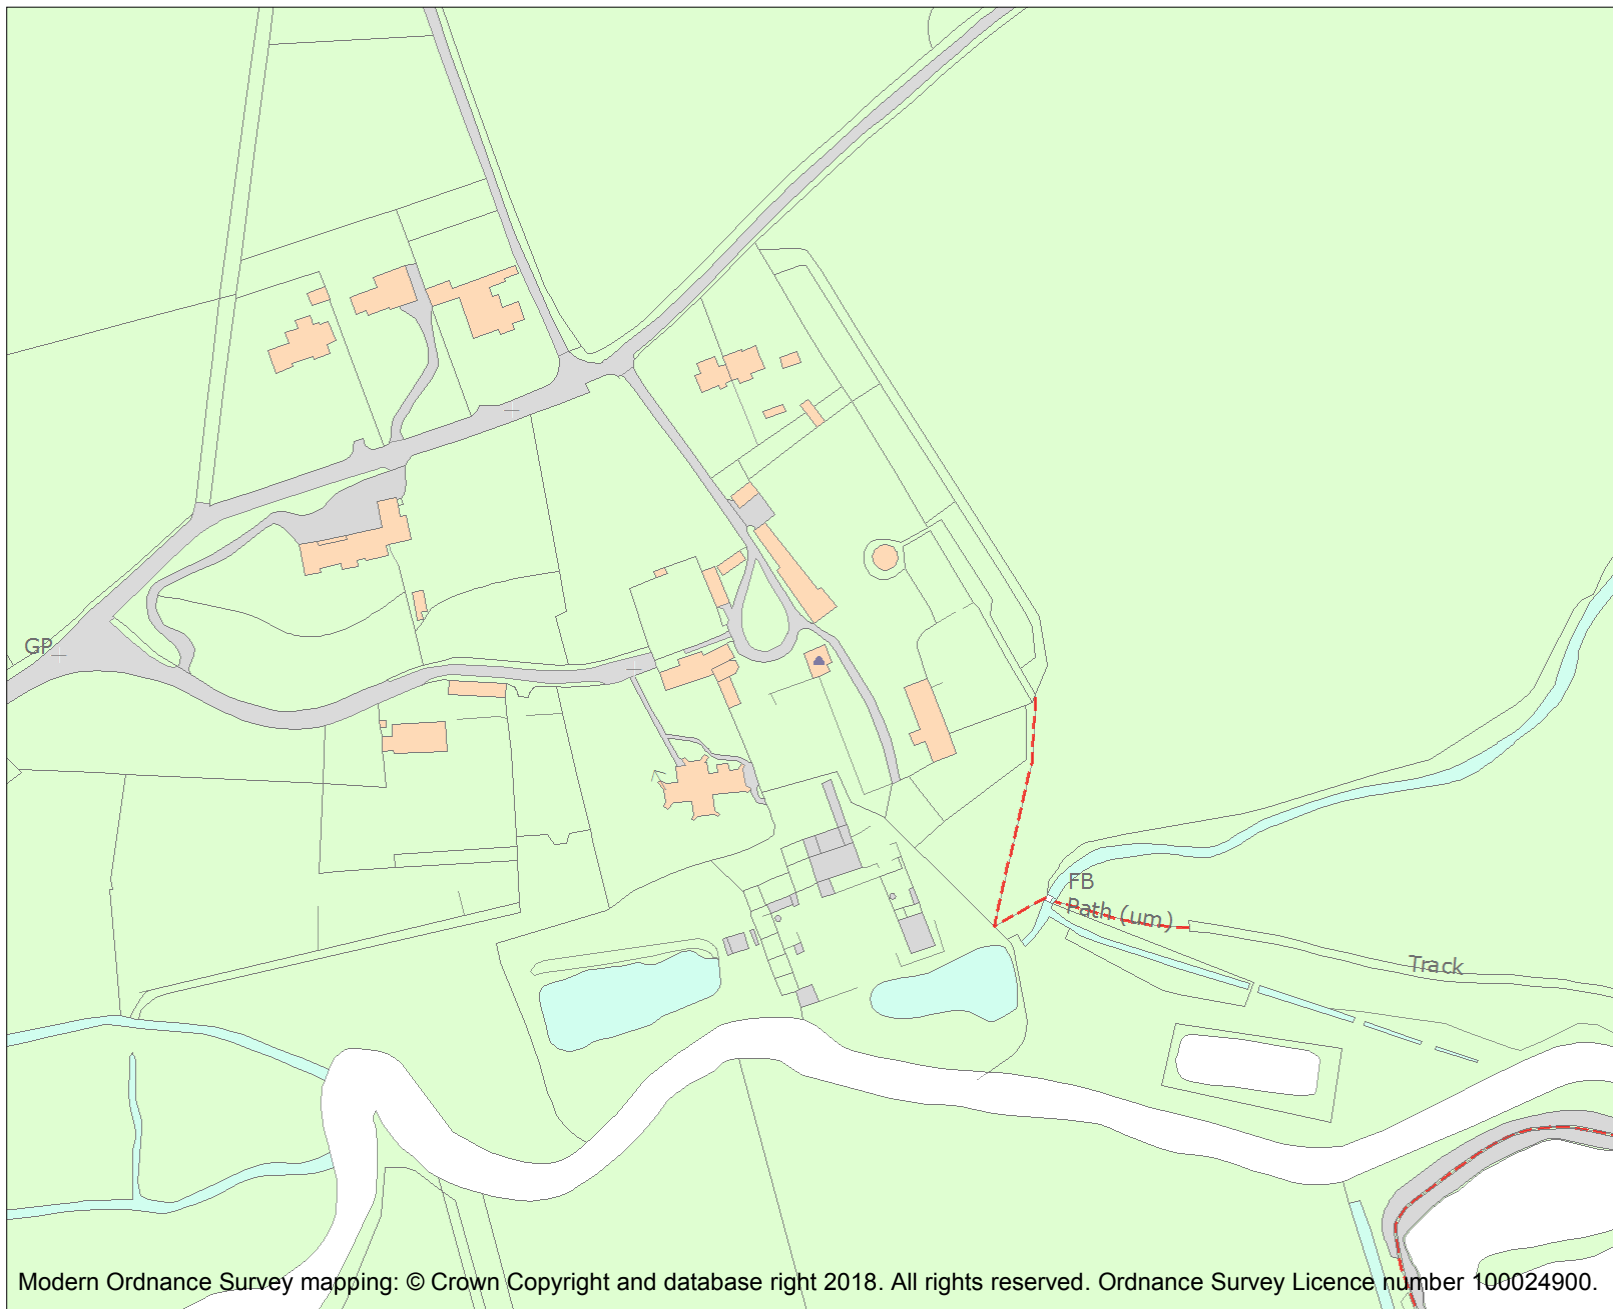 GP
FB
Path (um)
Track
Modern Ordnance Survey mapping: © Crown Copyright and database right 2018. All rights reserved. Ordnance Survey Licence number 100024900.